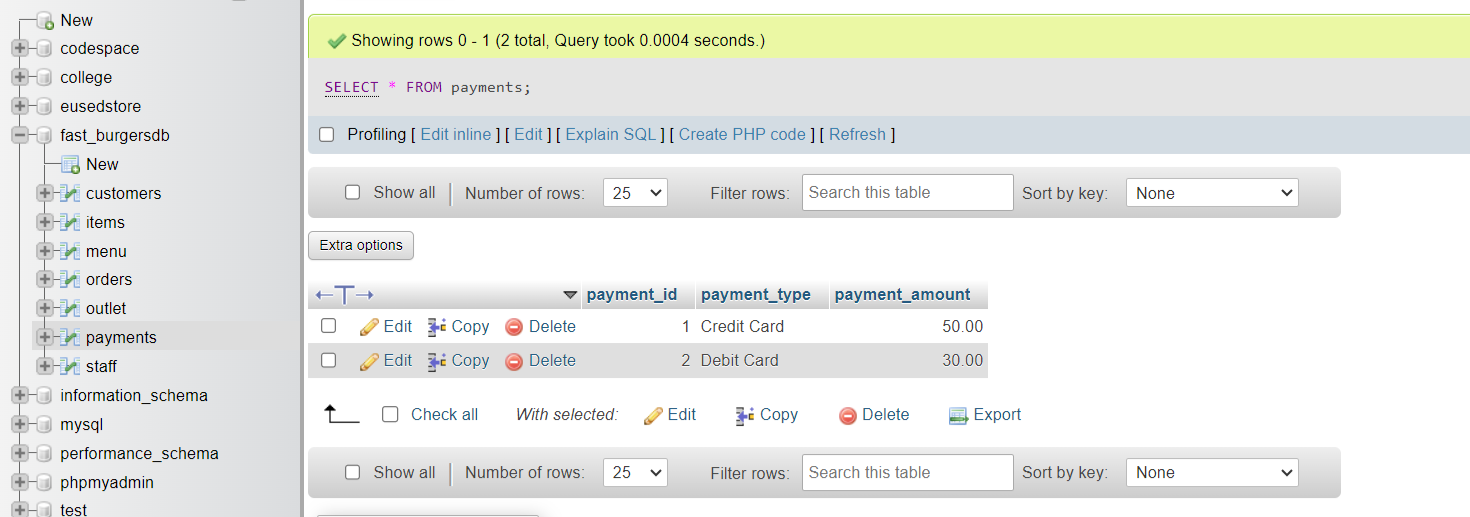 New
codespace
college
eusedstore
fast_burgersdb
New
customers
items
menu
orders
outlet
payments
staff
information_schema
mysql
performance_schema
phpmyadmin
test
Showing rows 0 - 1 (2 total, Query took 0.0004 seconds.)
SELECT * FROM payments;
Profiling [ Edit inline ] [ Edit ] [ Explain SQL ] [ Create PHP code ] [ Refresh ]
Show all Number of rows: 25 Filter rows: Search this table Sort by key: None
Extra options
payment_id payment_type payment_amount
Edit Copy Delete 1 Credit Card 50.00
Edit Copy Delete 2 Debit Card 30.00
Check all With selected: Edit Copy Delete Export
Show all Number of rows: 25 Filter rows: Search this table Sort by key: None